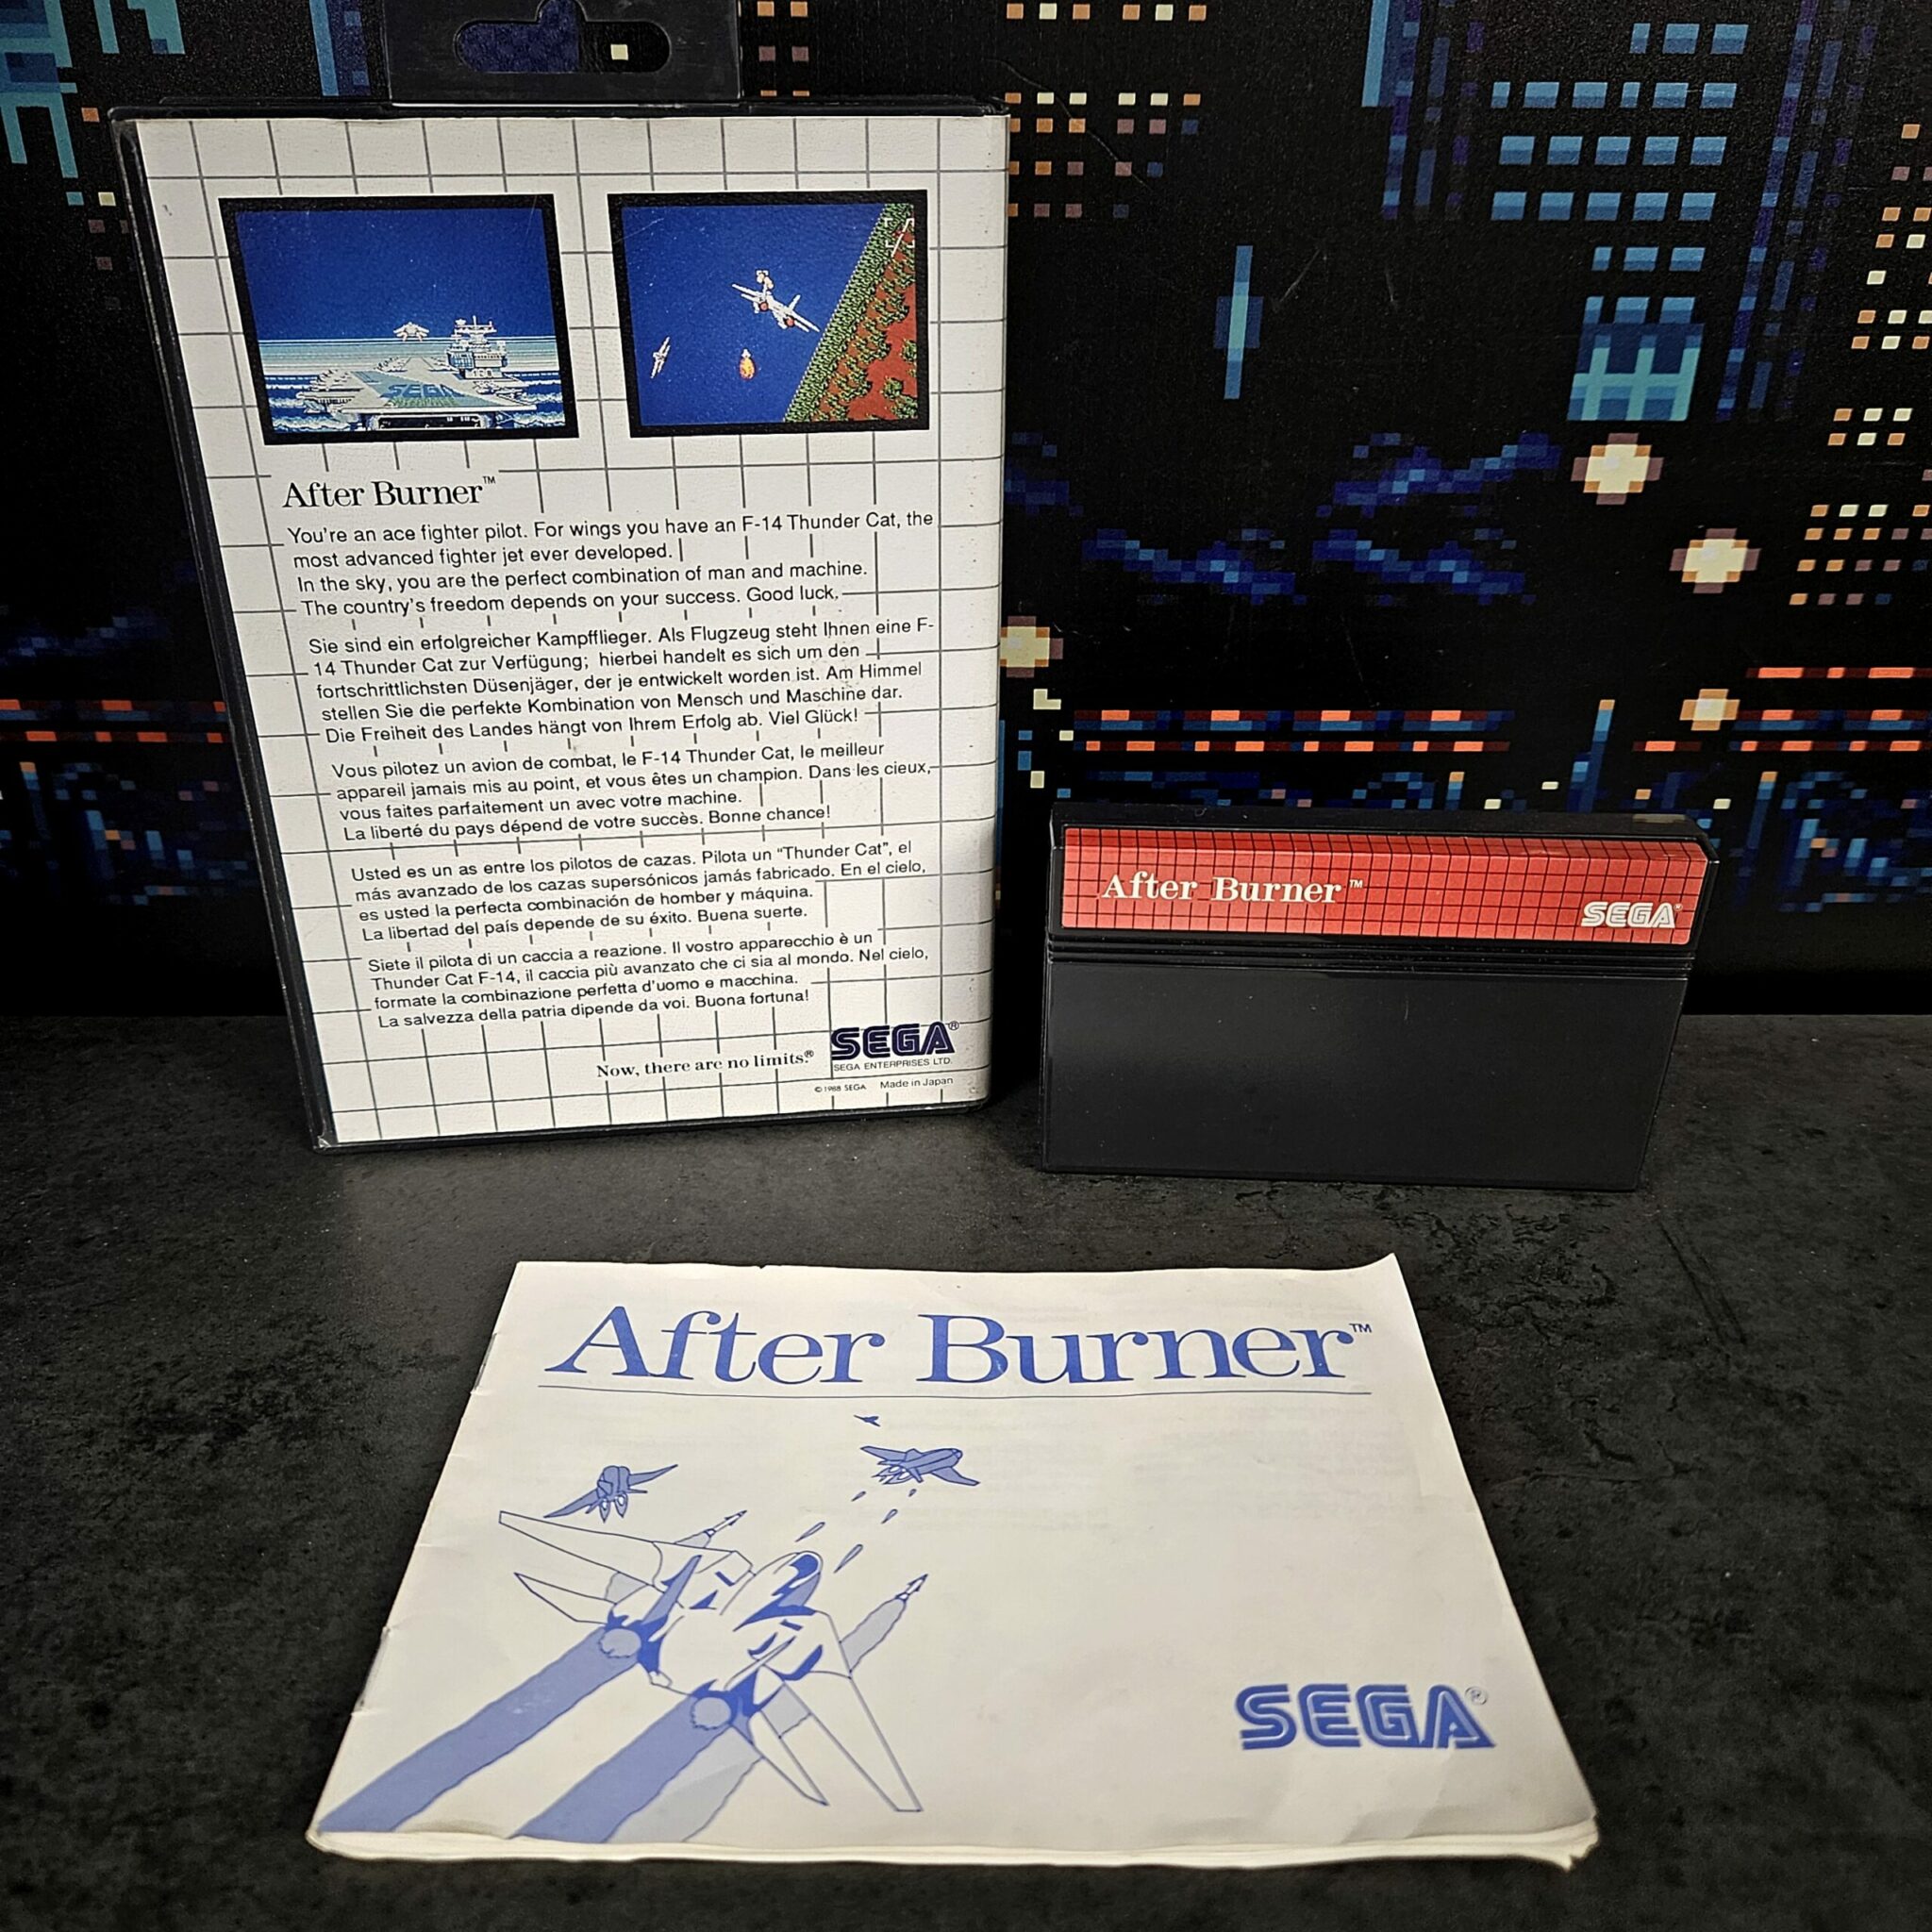 SEGA
After Burner™
You're an ace fighter pilot. For wings you have an F-14 Thunder Cat, the
most advanced fighter jet ever developed.
In the sky, you are the perfect combination of man and machine.
The country's freedom depends on your success. Good luck.
Sie sind ein erfolgreicher Kampfflieger. Als Flugzeug steht Ihnen eine F-
14 Thunder Cat zur Verfügung; hierbei handelt es sich um den
fortschrittlichsten Düsenjäger, der je entwickelt worden ist. Am Himmel
stellen Sie die perfekte Kombination von Mensch und Maschine dar.
Die Freiheit des Landes hängt von Ihrem Erfolg ab. Viel Glück!
Vous pilotez un avion de combat, le F-14 Thunder Cat, le meilleur
appareil jamais mis au point, et vous êtes un champion. Dans les cieux,
vous faites parfaitement un avec votre machine.
La liberté du pays dépend de votre succès. Bonne chance!
Usted es un as entre los pilotos de cazas. Pilota un "Thunder Cat", el
más avanzado de los cazas supersónicos jamás fabricado. En el cielo,
es usted la perfecta combinación de homber y máquina.
La libertad del país depende de su éxito. Buena suerte.
Siete il pilota di un caccia a reazione. Il vostro apparecchio è un
Thunder Cat F-14, il caccia più avanzato che ci sia al mondo. Nel cielo,
formate la combinazione perfetta d'uomo e macchina.
La salvezza della patria dipende da voi. Buona fortuna!
Now, there are no limits.®
SEGA®
SEGA ENTERPRISES LTD.
©1988 SEGA Made in Japan
After Burner™
SEGA®
After Burner™
SEGA®